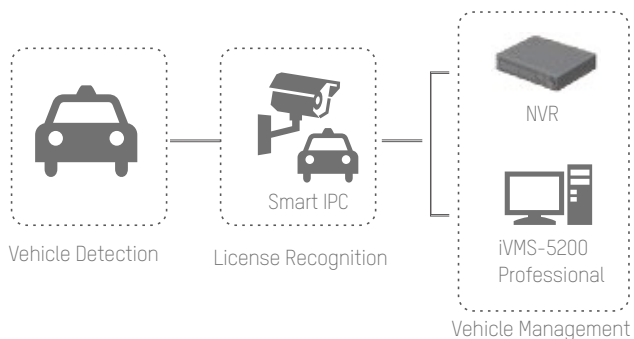 NVR
Smart IPC
iVMS-5200
Professional
Vehicle Detection
License Recognition
Vehicle Management